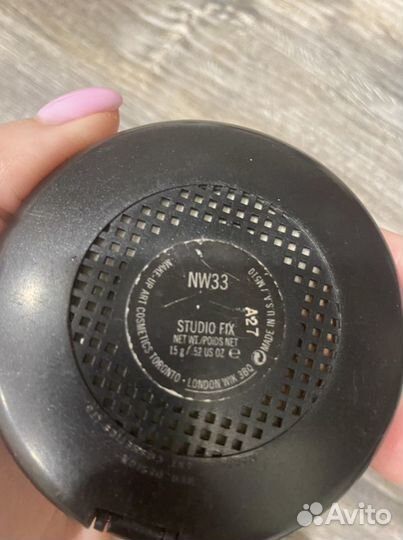 NW33
STUDIO FIX
NET WT./POIDS NET
15 g / .52 US OZ ℮
MAKE-UP ART COSMETICS TORONTO - LONDON W1K 3BQ
MADE IN U.S.A. / M510
A27
Avito